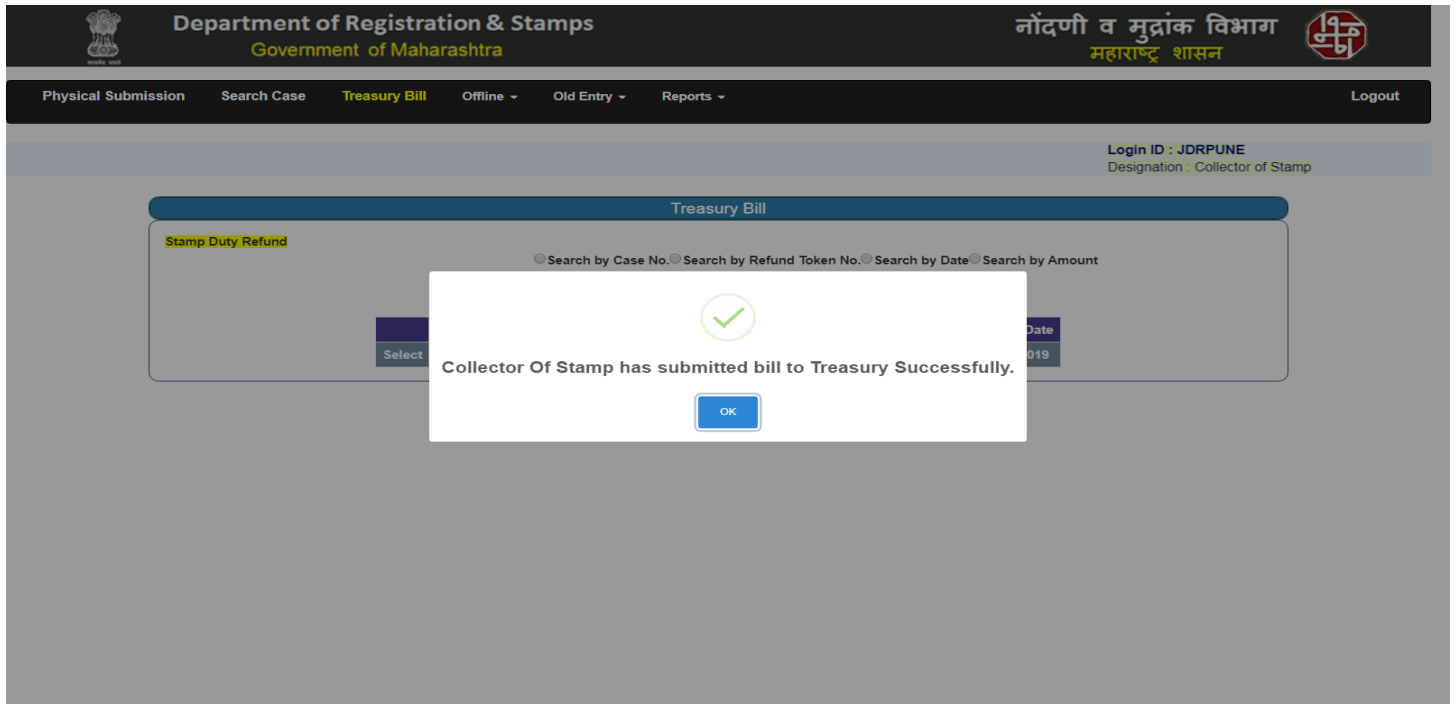 Department of Registration & Stamps
Government of Maharashtra
नोंदणी व मुद्रांक विभाग
महाराष्ट्र शासन
Physical Submission Search Case Treasury Bill Offline Old Entry Reports Logout
Login ID : JDRPUNE
Designation : Collector of Stamp
Treasury Bill
Stamp Duty Refund
Search by Case No. Search by Refund Token No. Search by Date Search by Amount
Date
Select 019
Collector Of Stamp has submitted bill to Treasury Successfully.
OK